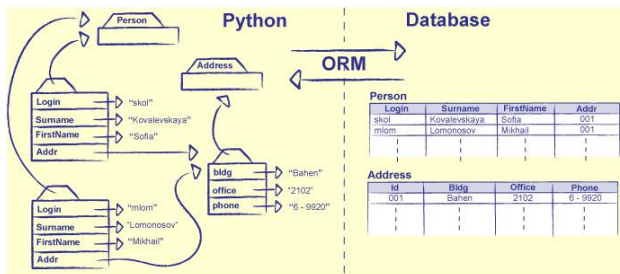 Python
Database
Person
Address
ORM
Login "skol"
Surname "Kovalevskaya"
FirstName "Sofia"
Addr
bldg "Bahen"
office "2102"
phone "6 - 9920"
Login "mlom"
Surname "Lomonosov"
FirstName "Mikhail"
Addr
Person
Login Surname FirstName Addr
skol Kovalevskaya Sofia 001
mlom Lomonosov Mikhail 001
Address
Id Bldg Office Phone
001 Bahen 2102 6 - 9920